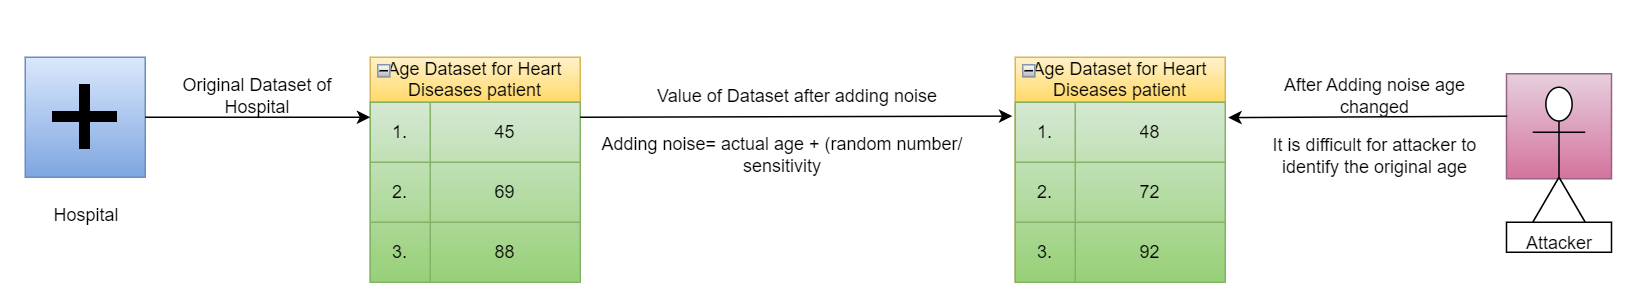 Original Dataset of
Hospital
Hospital
Age Dataset for Heart
Diseases patient
1. 45
2. 69
3. 88
Value of Dataset after adding noise
Adding noise= actual age + (random number/
sensitivity
Age Dataset for Heart
Diseases patient
1. 48
2. 72
3. 92
After Adding noise age
changed
It is difficult for attacker to
identify the original age
Attacker